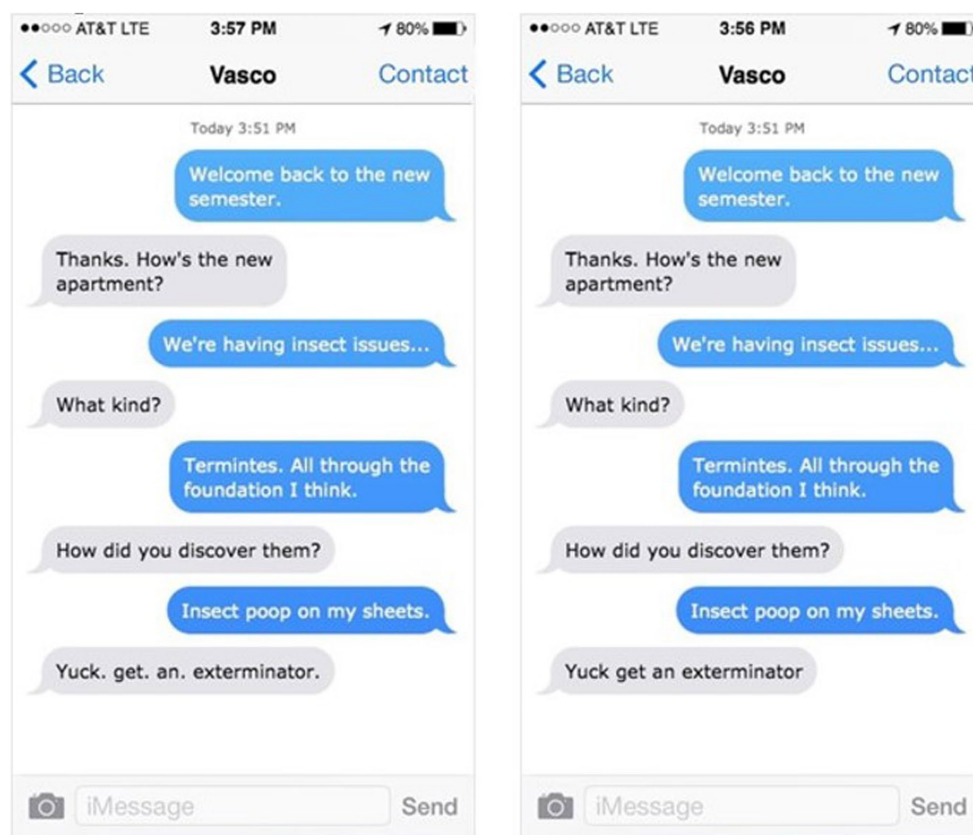 ●●○○○ AT&T LTE 3:57 PM 80%
Back Vasco Contact
Today 3:51 PM
Welcome back to the new
semester.
Thanks. How's the new
apartment?
We're having insect issues...
What kind?
Termintes. All through the
foundation I think.
How did you discover them?
Insect poop on my sheets.
Yuck. get. an. exterminator.
iMessage Send
●●○○○ AT&T LTE 3:56 PM 80%
Back Vasco Contact
Today 3:51 PM
Welcome back to the new
semester.
Thanks. How's the new
apartment?
We're having insect issues...
What kind?
Termintes. All through the
foundation I think.
How did you discover them?
Insect poop on my sheets.
Yuck get an exterminator
iMessage Send